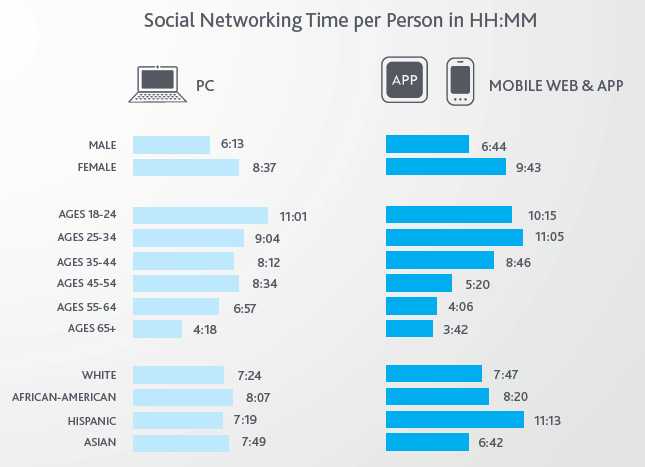 Social Networking Time per Person in HH:MM
PC
APP
MOBILE WEB & APP
MALE 6:13 6:44
FEMALE 8:37 9:43
AGES 18-24 11:01 10:15
AGES 25-34 9:04 11:05
AGES 35-44 8:12 8:46
AGES 45-54 8:34 5:20
AGES 55-64 6:57 4:06
AGES 65+ 4:18 3:42
WHITE 7:24 7:47
AFRICAN-AMERICAN 8:07 8:20
HISPANIC 7:19 11:13
ASIAN 7:49 6:42